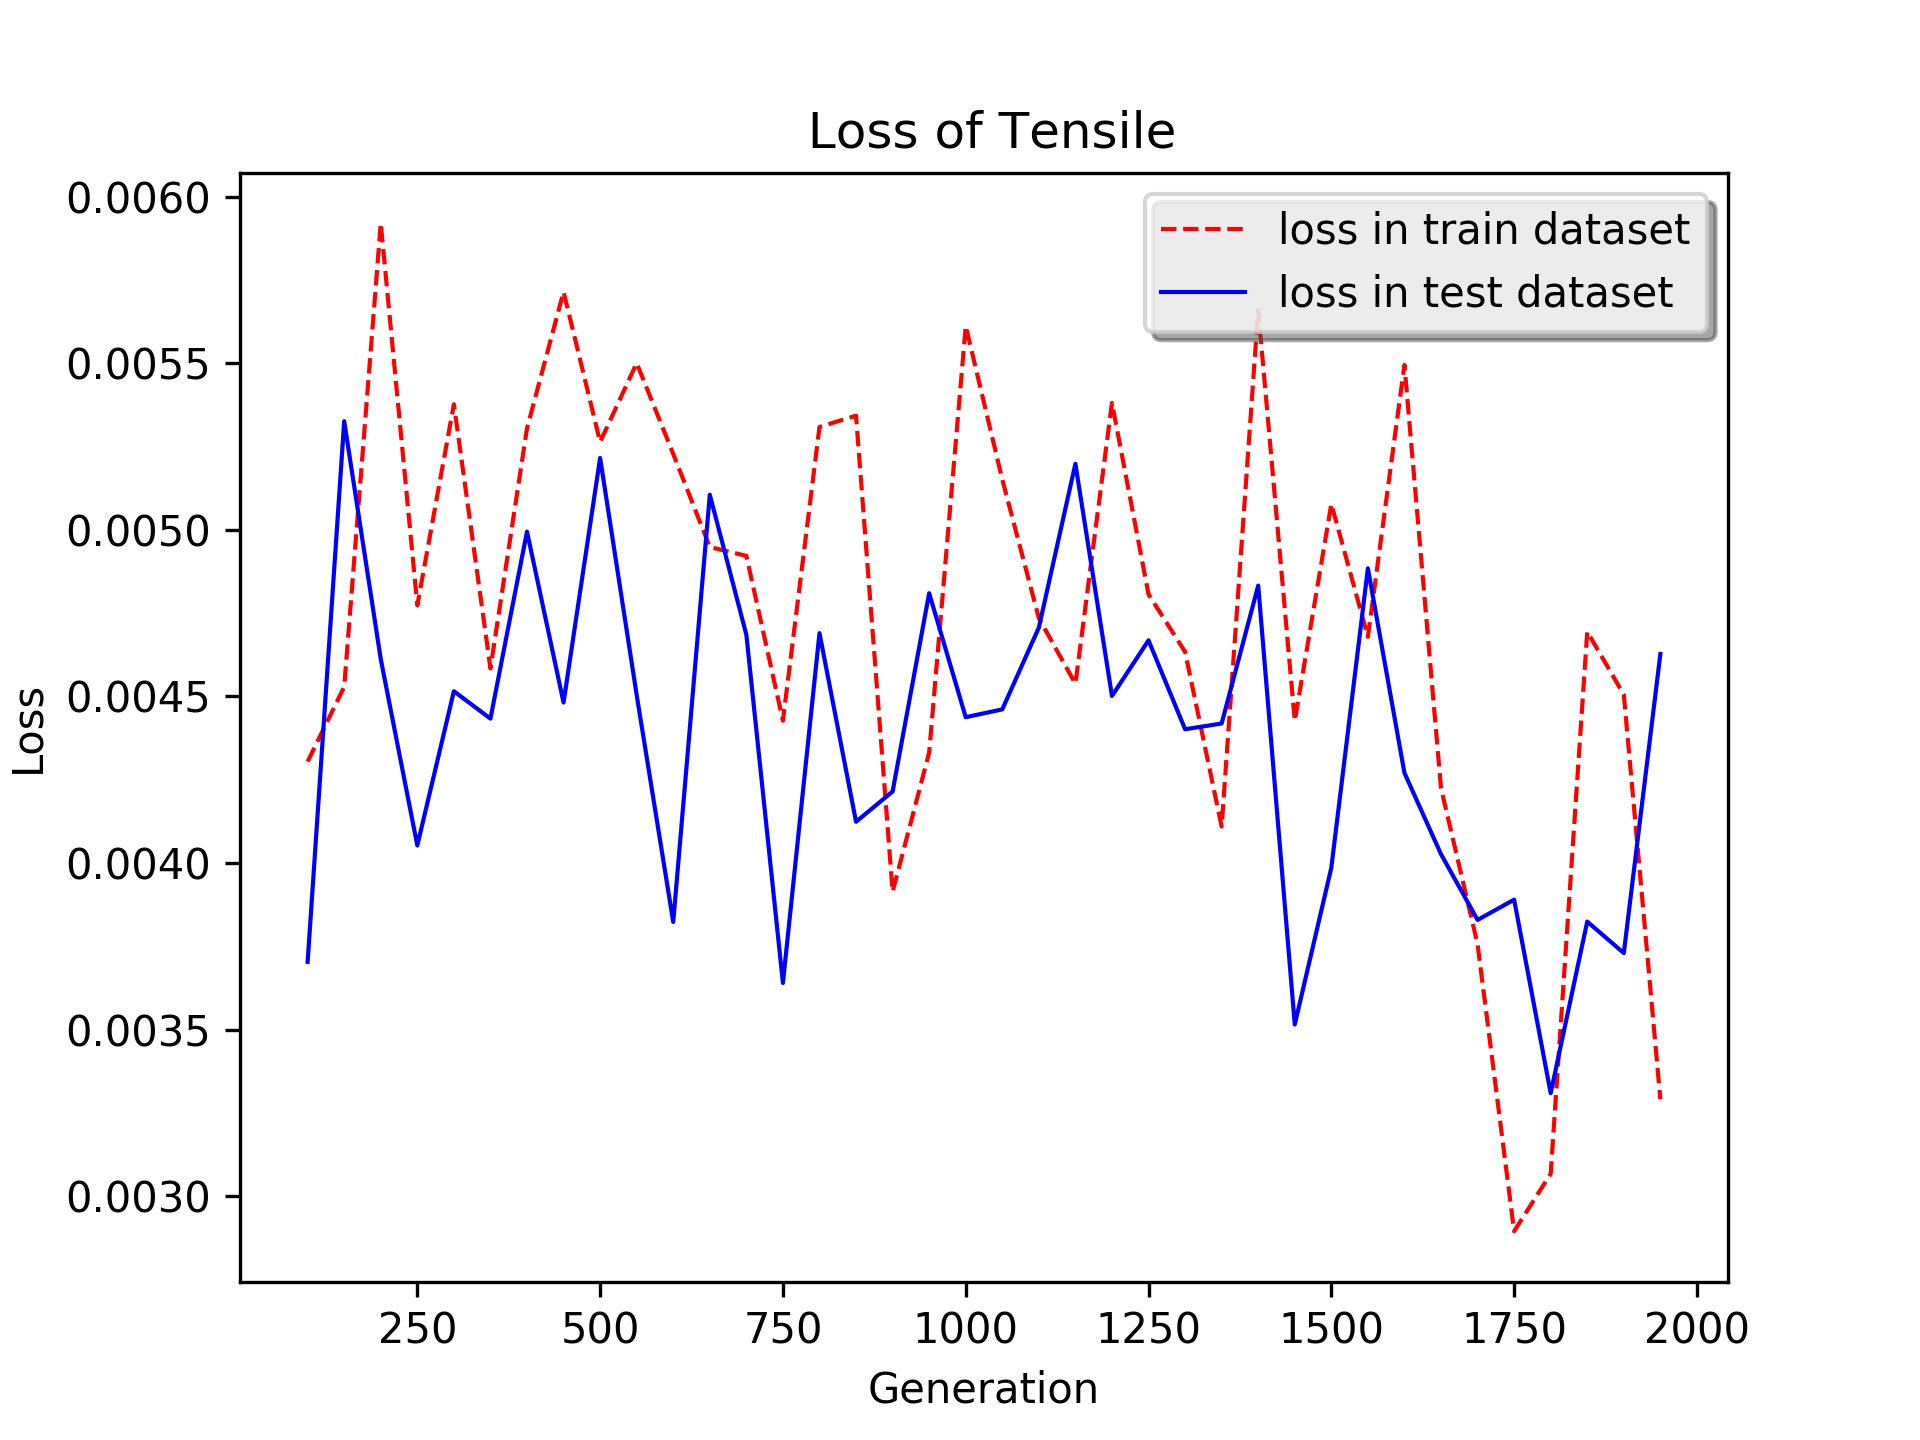 Loss of Tensile
loss in train dataset
loss in test dataset
0.0060
0.0055
0.0050
0.0045
0.0040
0.0035
0.0030
Loss
250 500 750 1000 1250 1500 1750 2000
Generation